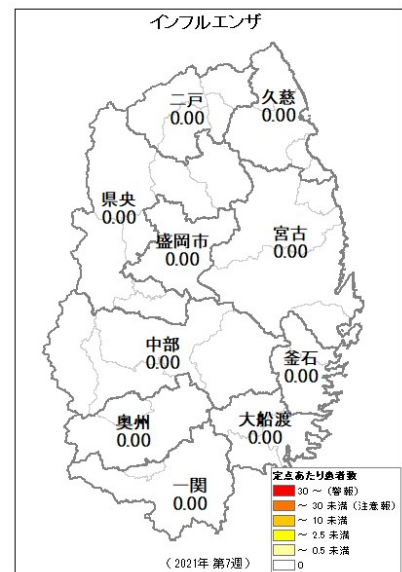 インフルエンザ
二戸
0.00
久慈
0.00
県央
0.00
盛岡市
0.00
宮古
0.00
中部
0.00
釜石
0.00
奥州
0.00
大船渡
0.00
一関
0.00
定点あたり患者数
30 ~ (警報)
~ 30 未満 (注意報)
~ 10 未満
~ 2.5 未満
~ 0.5 未満
0
(2021年 第7週)